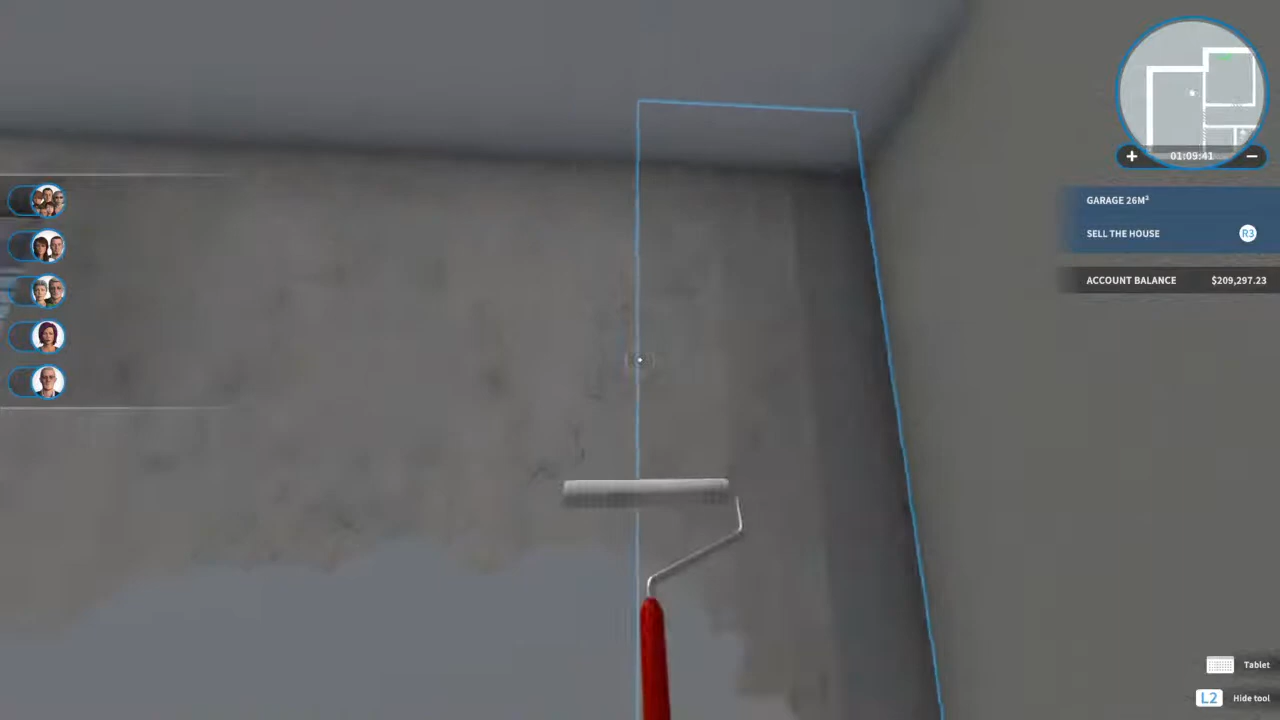 01:09:41
GARAGE 26M²
SELL THE HOUSE R3
ACCOUNT BALANCE $209,297.23
Tablet
L2 Hide tool